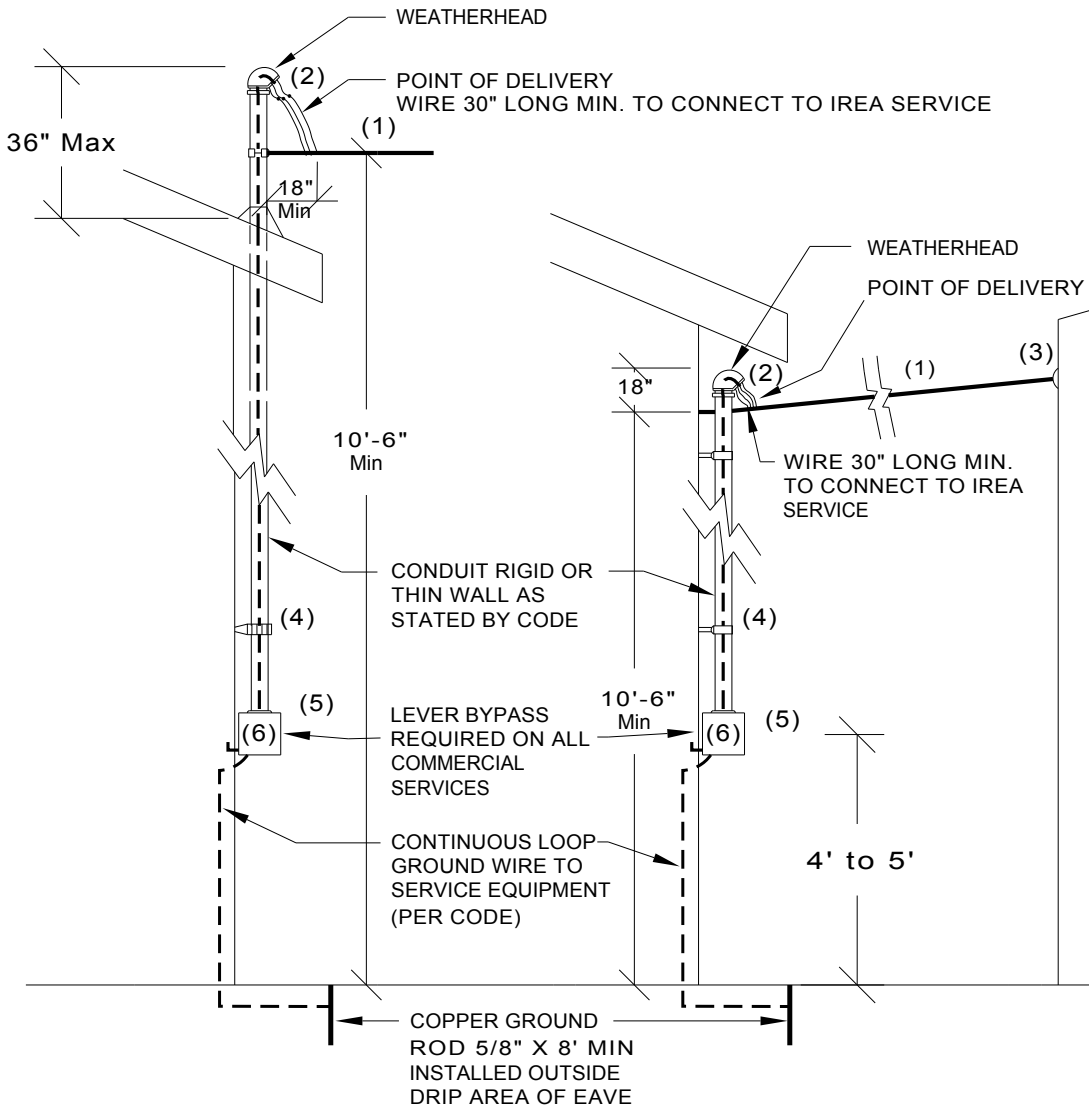 WEATHERHEAD
(2)
POINT OF DELIVERY
WIRE 30" LONG MIN. TO CONNECT TO IREA SERVICE
36" Max
(1)
18"
Min
WEATHERHEAD
POINT OF DELIVERY
(2)
(1)
(3)
18"
10'-6"
Min
WIRE 30" LONG MIN.
TO CONNECT TO IREA
SERVICE
CONDUIT RIGID OR
THIN WALL AS
STATED BY CODE
(4)
(4)
10'-6"
Min
(5)
(6)
LEVER BYPASS
REQUIRED ON ALL
COMMERCIAL
SERVICES
(6)
(5)
CONTINUOUS LOOP
GROUND WIRE TO
SERVICE EQUIPMENT
(PER CODE)
4' to 5'
COPPER GROUND
ROD 5/8" X 8' MIN
INSTALLED OUTSIDE
DRIP AREA OF EAVE